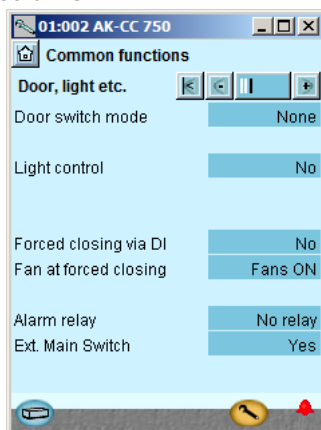 01:002 AK-CC 750
Common functions
Door, light etc.
Door switch mode None
Light control No
Forced closing via DI No
Fan at forced closing Fans ON
Alarm relay No relay
Ext. Main Switch Yes